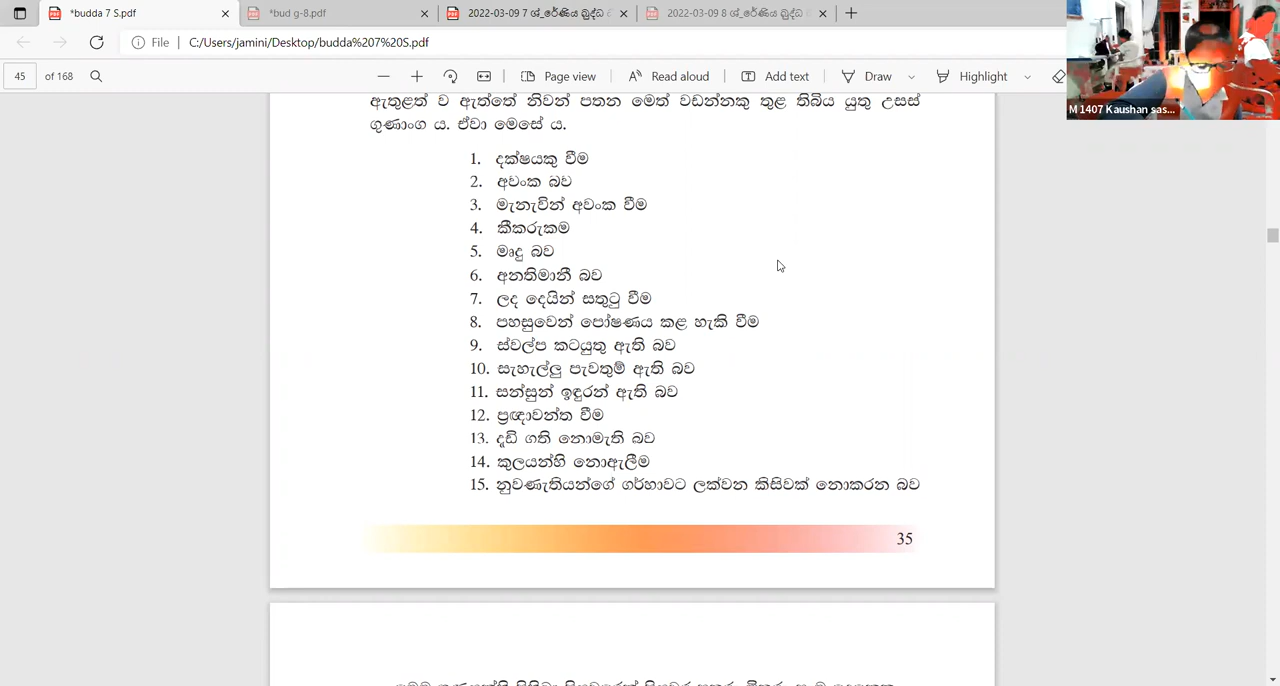 *budda 7 S.pdf
*bud g-8.pdf
2022-03-09 7 ශ්‍රේණිය බුද්ධ
2022-03-09 8 ශ්‍රේණිය බුද්ධ
File
C:/Users/jamini/Desktop/budda%207%20S.pdf
45 of 168
Page view
Read aloud
Add text
Draw
Highlight
M 1407 Kaushan sas...
ඇතුළත් ව ඇත්තේ නිවන් පතන මෙත් වඩන්නකු තුළ තිබිය යුතු උසස්
ගුණාංග ය. ඒවා මෙසේ ය.
1. දක්ෂයකු වීම
2. අවංක බව
3. මැනැවින් අවංක වීම
4. කීකරුකම
5. මෘදු බව
6. අනතිමානී බව
7. ලද දෙයින් සතුටු වීම
8. පහසුවෙන් පෝෂණය කළ හැකි වීම
9. ස්වල්ප කටයුතු ඇති බව
10. සැහැල්ලු පැවතුම් ඇති බව
11. සන්සුන් ඉඳුරන් ඇති බව
12. ප්‍රඥාවන්ත වීම
13. දැඩි ගති නොමැති බව
14. කුලයන්හි නොඇලීම
15. නුවණැතියන්ගේ ගර්හාවට ලක්වන කිසිවක් නොකරන බව
35